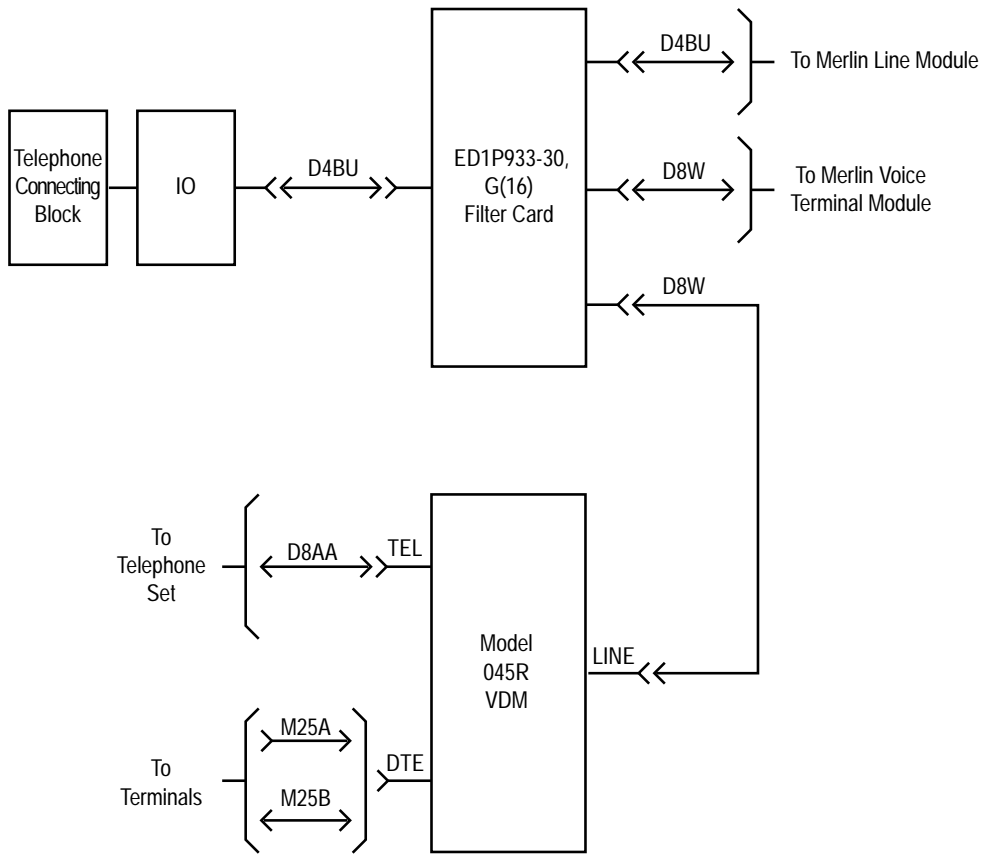 D4BU
To Merlin Line Module
Telephone
Connecting
Block
IO
D4BU
ED1P933-30,
G(16)
Filter Card
D8W
To Merlin Voice
Terminal Module
D8W
To
Telephone
Set
D8AA
TEL
Model
045R
VDM
LINE
To
Terminals
M25A
M25B
DTE